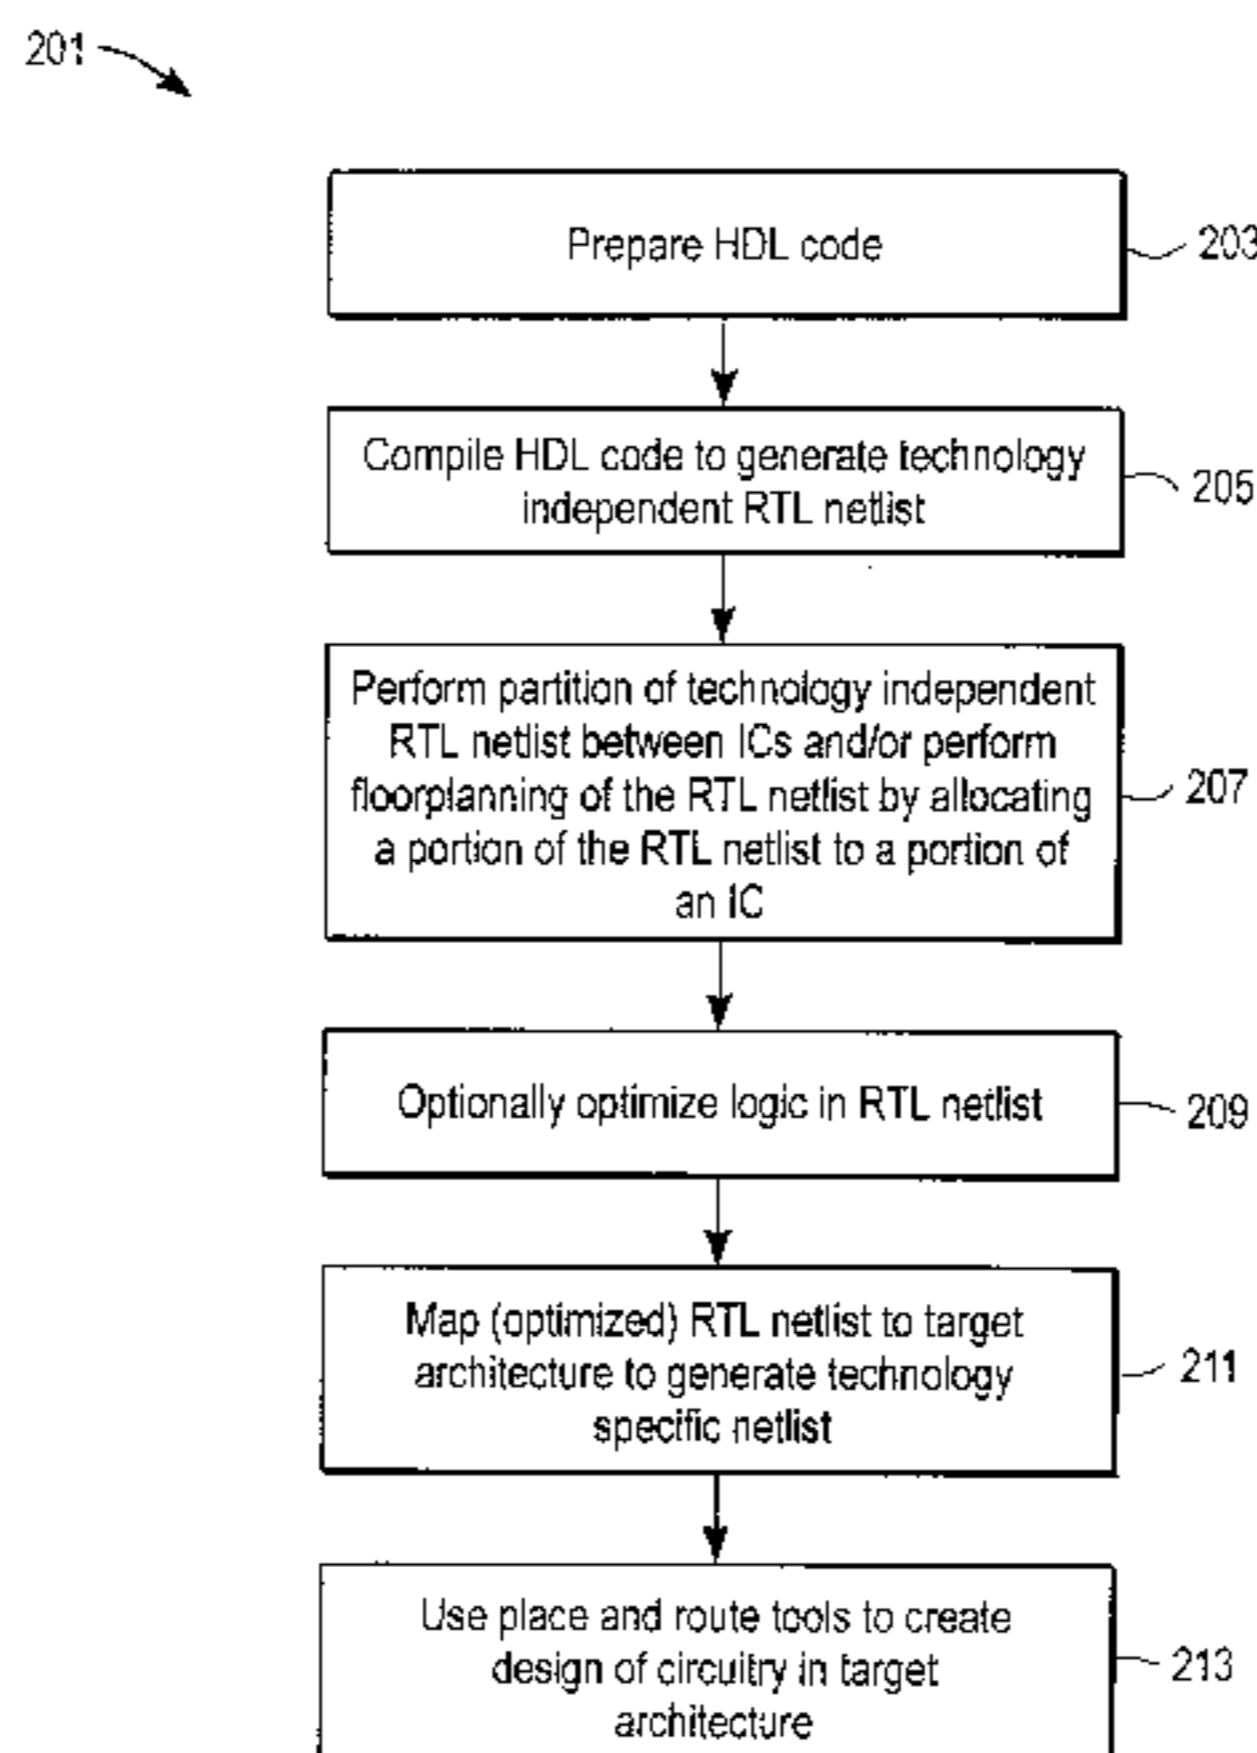 201
Prepare HDL code
203
Compile HDL code to generate technology
independent RTL netlist
205
Perform partition of technology independent
RTL netlist between ICs and/or perform
floorplanning of the RTL netlist by allocating
a portion of the RTL netlist to a portion of
an IC
207
Optionally optimize logic in RTL netlist
209
Map (optimized) RTL netlist to target
architecture to generate technology
specific netlist
211
Use place and route tools to create
design of circuitry in target
architecture
213